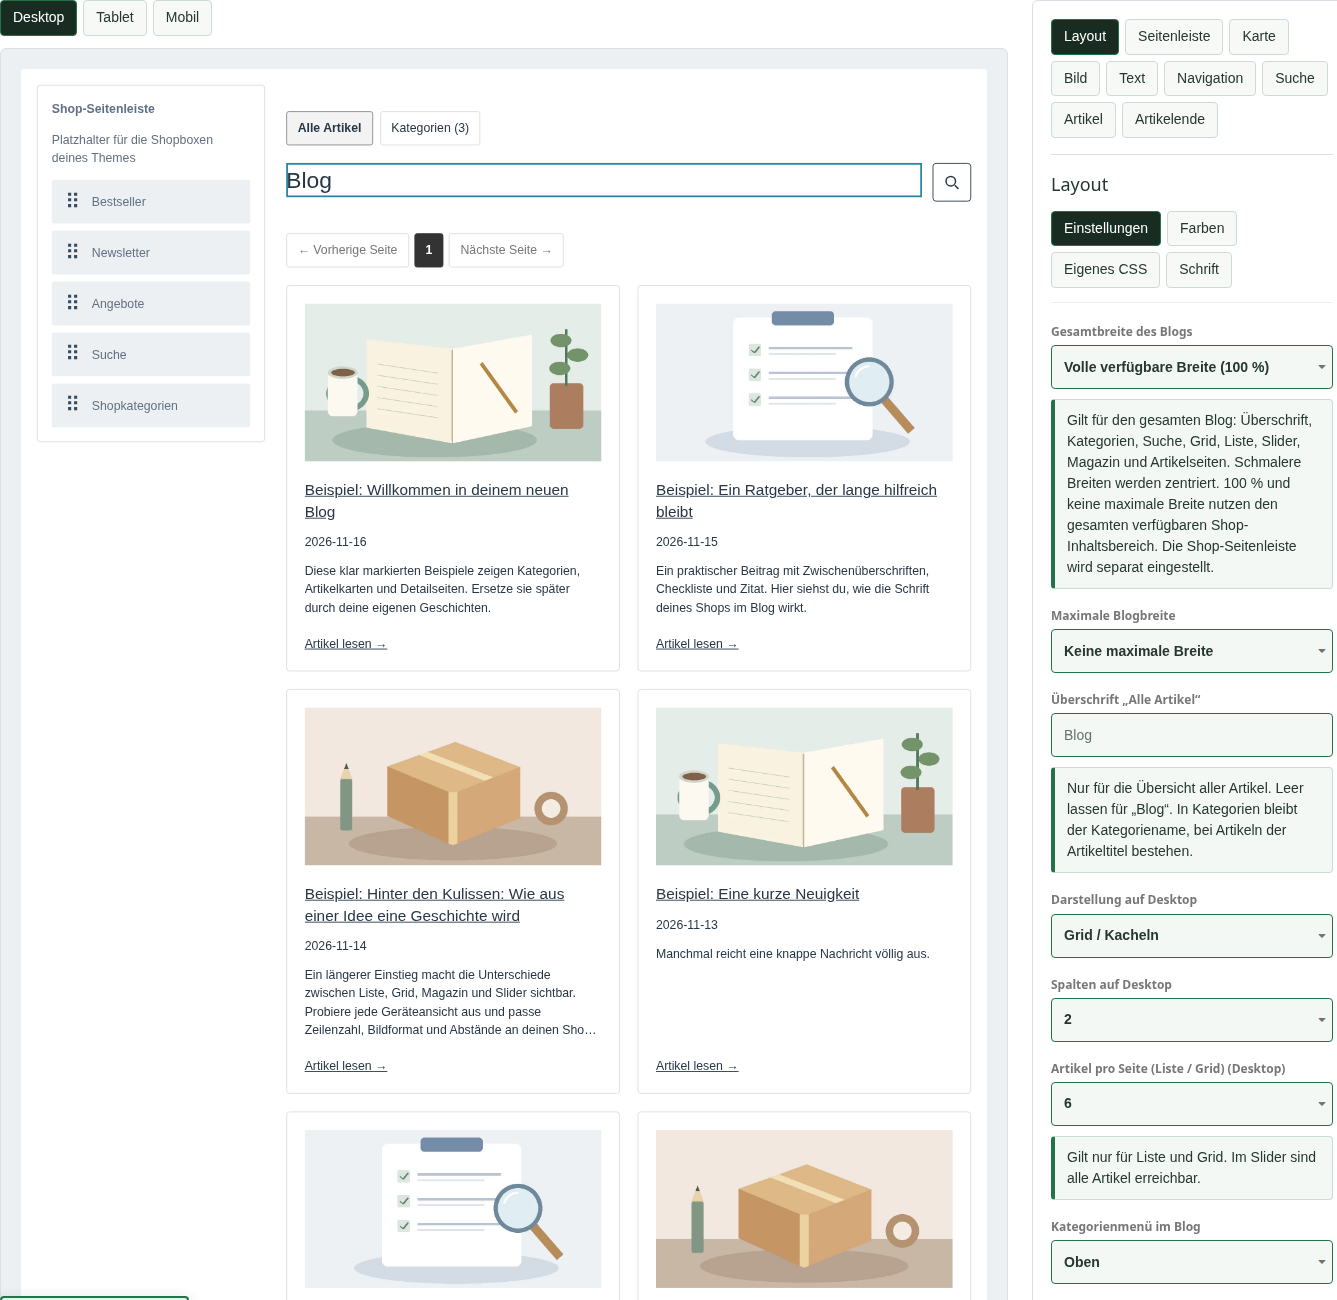 Desktop
Tablet
Mobil
Shop-Seitenleiste
Platzhalter für die Shopboxen
deines Themes
Bestseller
Newsletter
Angebote
Suche
Shopkategorien
Alle Artikel
Kategorien (3)
Blog
← Vorherige Seite
1
Nächste Seite →
Beispiel: Willkommen in deinem neuen
Blog
2026-11-16
Diese klar markierten Beispiele zeigen Kategorien,
Artikelkarten und Detailseiten. Ersetze sie später
durch deine eigenen Geschichten.
Artikel lesen →
Beispiel: Ein Ratgeber, der lange hilfreich
bleibt
2026-11-15
Ein praktischer Beitrag mit Zwischenüberschriften,
Checkliste und Zitat. Hier siehst du, wie die Schrift
deines Shops im Blog wirkt.
Artikel lesen →
Beispiel: Hinter den Kulissen: Wie aus
einer Idee eine Geschichte wird
2026-11-14
Ein längerer Einstieg macht die Unterschiede
zwischen Liste, Grid, Magazin und Slider sichtbar.
Probiere jede Geräteansicht aus und passe
Zeilenzahl, Bildformat und Abstände an deinen Sho…
Artikel lesen →
Beispiel: Eine kurze Neuigkeit
2026-11-13
Manchmal reicht eine knappe Nachricht völlig aus.
Artikel lesen →
Layout
Seitenleiste
Karte
Bild
Text
Navigation
Suche
Artikel
Artikelende
Layout
Einstellungen
Farben
Eigenes CSS
Schrift
Gesamtbreite des Blogs
Volle verfügbare Breite (100 %)
Gilt für den gesamten Blog: Überschrift,
Kategorien, Suche, Grid, Liste, Slider,
Magazin und Artikelseiten. Schmalere
Breiten werden zentriert. 100 % und
keine maximale Breite nutzen den
gesamten verfügbaren Shop-
Inhaltsbereich. Die Shop-Seitenleiste
wird separat eingestellt.
Maximale Blogbreite
Keine maximale Breite
Überschrift „Alle Artikel“
Blog
Nur für die Übersicht aller Artikel. Leer
lassen für „Blog“. In Kategorien bleibt
der Kategoriename, bei Artikeln der
Artikeltitel bestehen.
Darstellung auf Desktop
Grid / Kacheln
Spalten auf Desktop
2
Artikel pro Seite (Liste / Grid) (Desktop)
6
Gilt nur für Liste und Grid. Im Slider sind
alle Artikel erreichbar.
Kategorienmenü im Blog
Oben